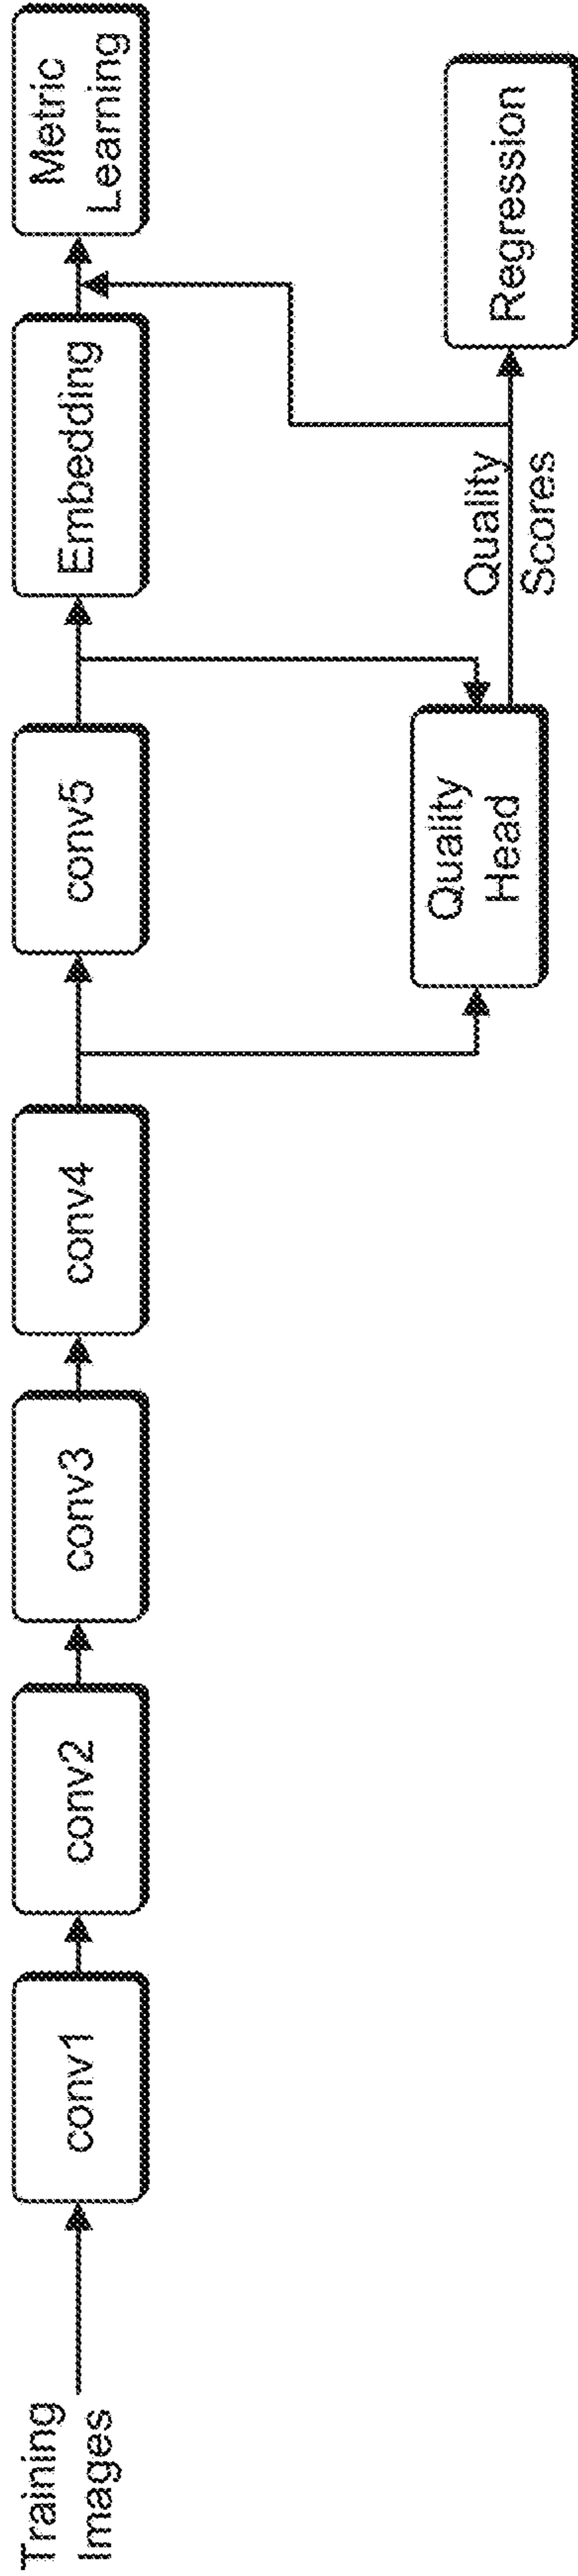 Training
Images
conv1
conv2
conv3
conv4
conv5
Embedding
Metric
Learning
Quality
Head
Quality
Scores
Regression